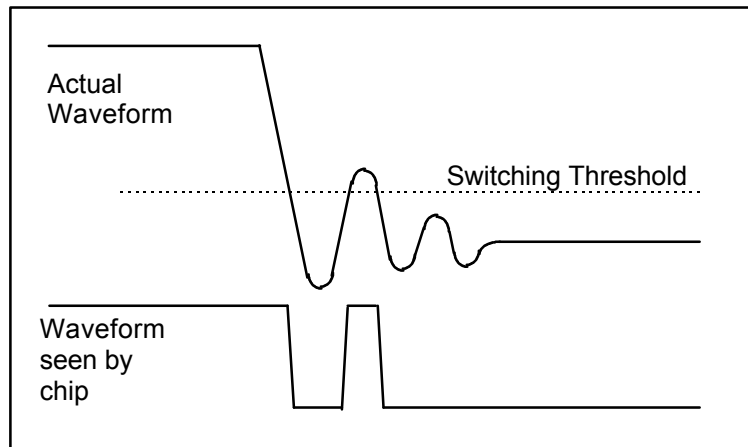 Actual
Waveform
Switching Threshold
Waveform
seen by
chip